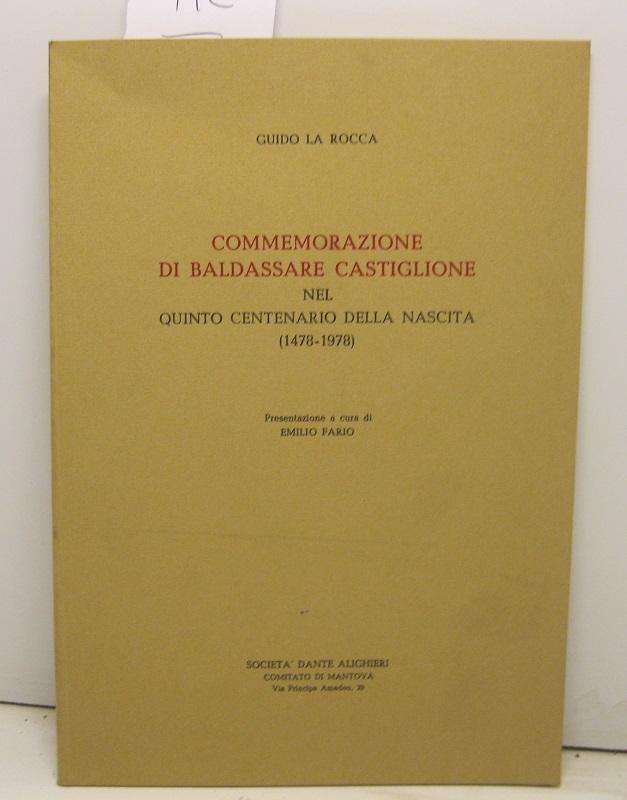 GUIDO LA ROCCA
COMMEMORAZIONE
DI BALDASSARE CASTIGLIONE
NEL
QUINTO CENTENARIO DELLA NASCITA
(1478-1978)
Presentazione a cura di
EMILIO FARIO
SOCIETA' DANTE ALIGHIERI
COMITATO DI MANTOVA
Via Principe Amedeo, 29